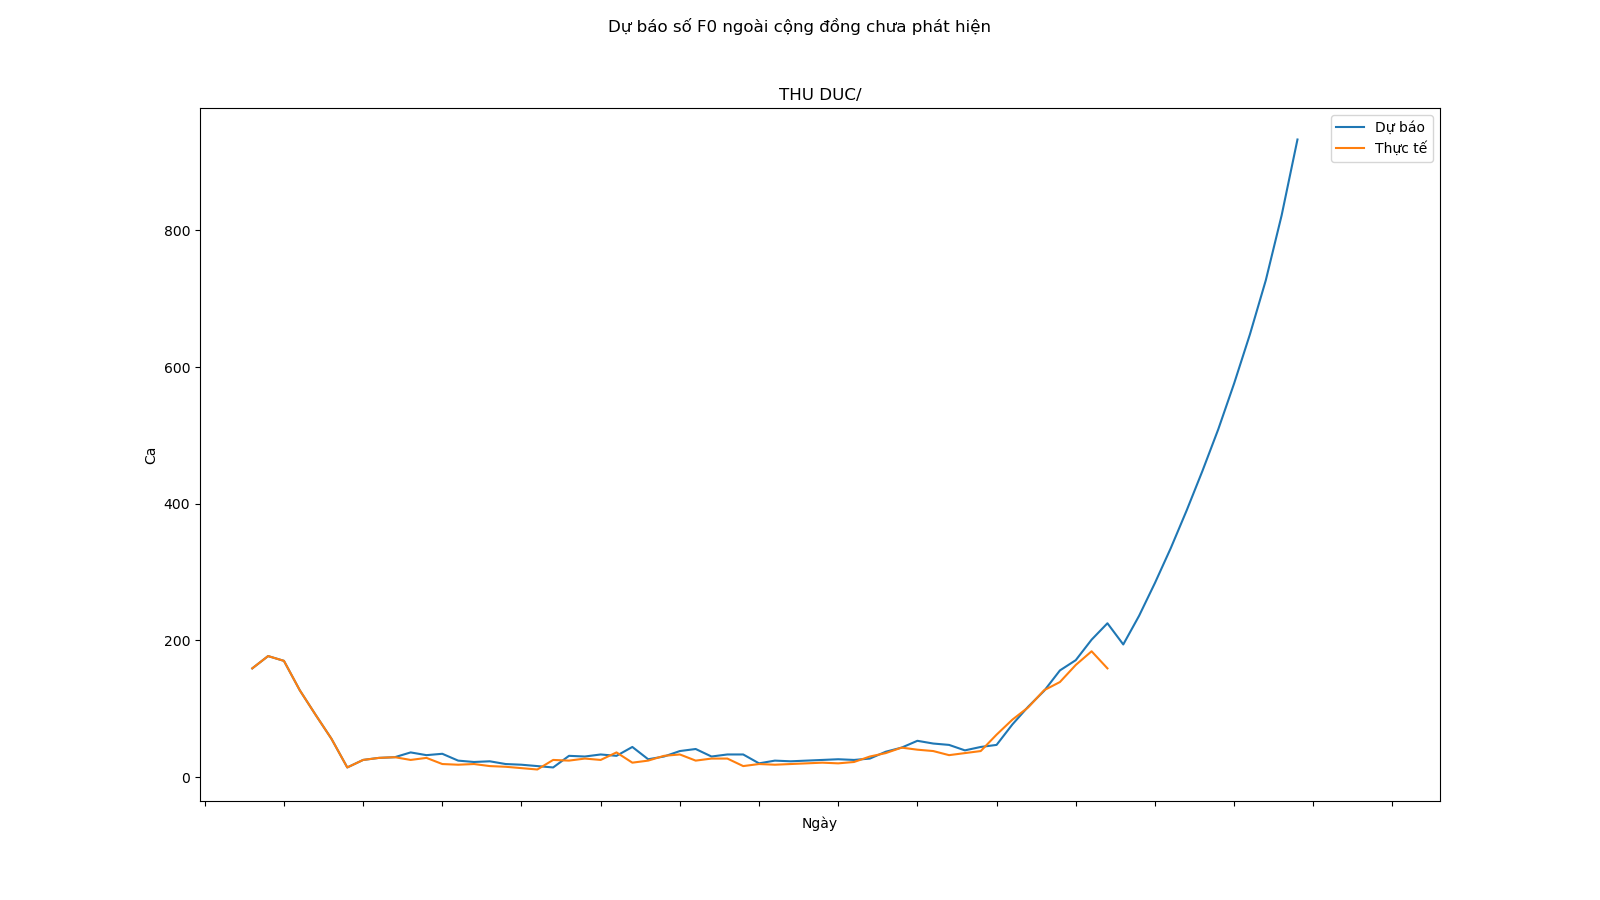 Dự báo số F0 ngoài cộng đồng chưa phát hiện
THU DUC/
Dự báo
Thực tế
800
600
400
200
0
Ca
Ngày